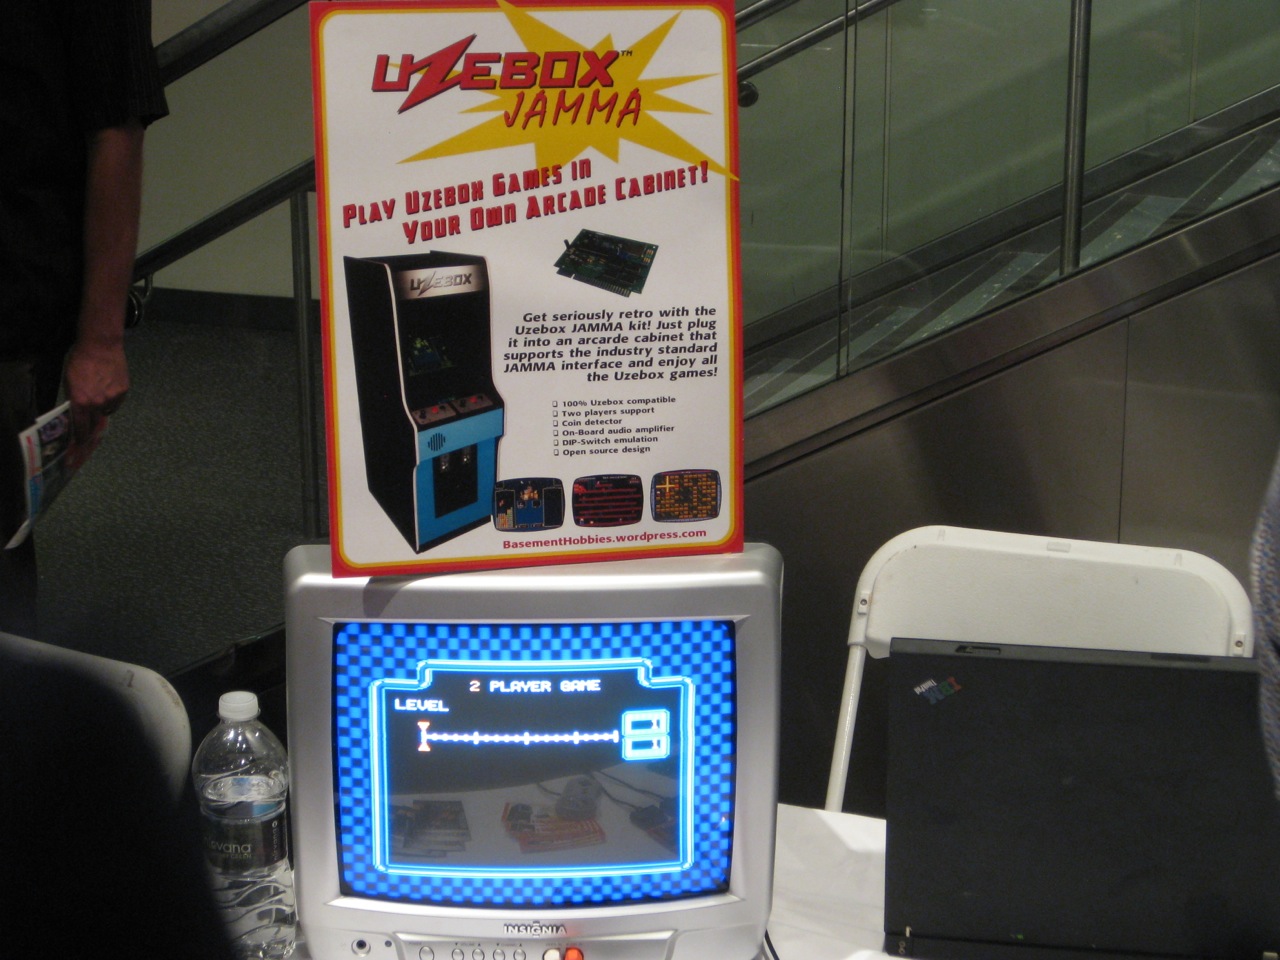 UZEBOX™
JAMMA
PLAY UZEBOX GAMES IN
YOUR OWN ARCADE CABINET!
UZEBOX
Get seriously retro with the
Uzebox JAMMA kit! Just plug
it into an arcade cabinet that
supports the industry standard
JAMMA interface and enjoy all
the Uzebox games!
100% Uzebox compatible
Two players support
Coin detector
On-Board audio amplifier
DIP-Switch emulation
Open source design
BasementHobbies.wordpress.com
2 PLAYER GAME
LEVEL
INSIGNIA
IBM
ThinkPad